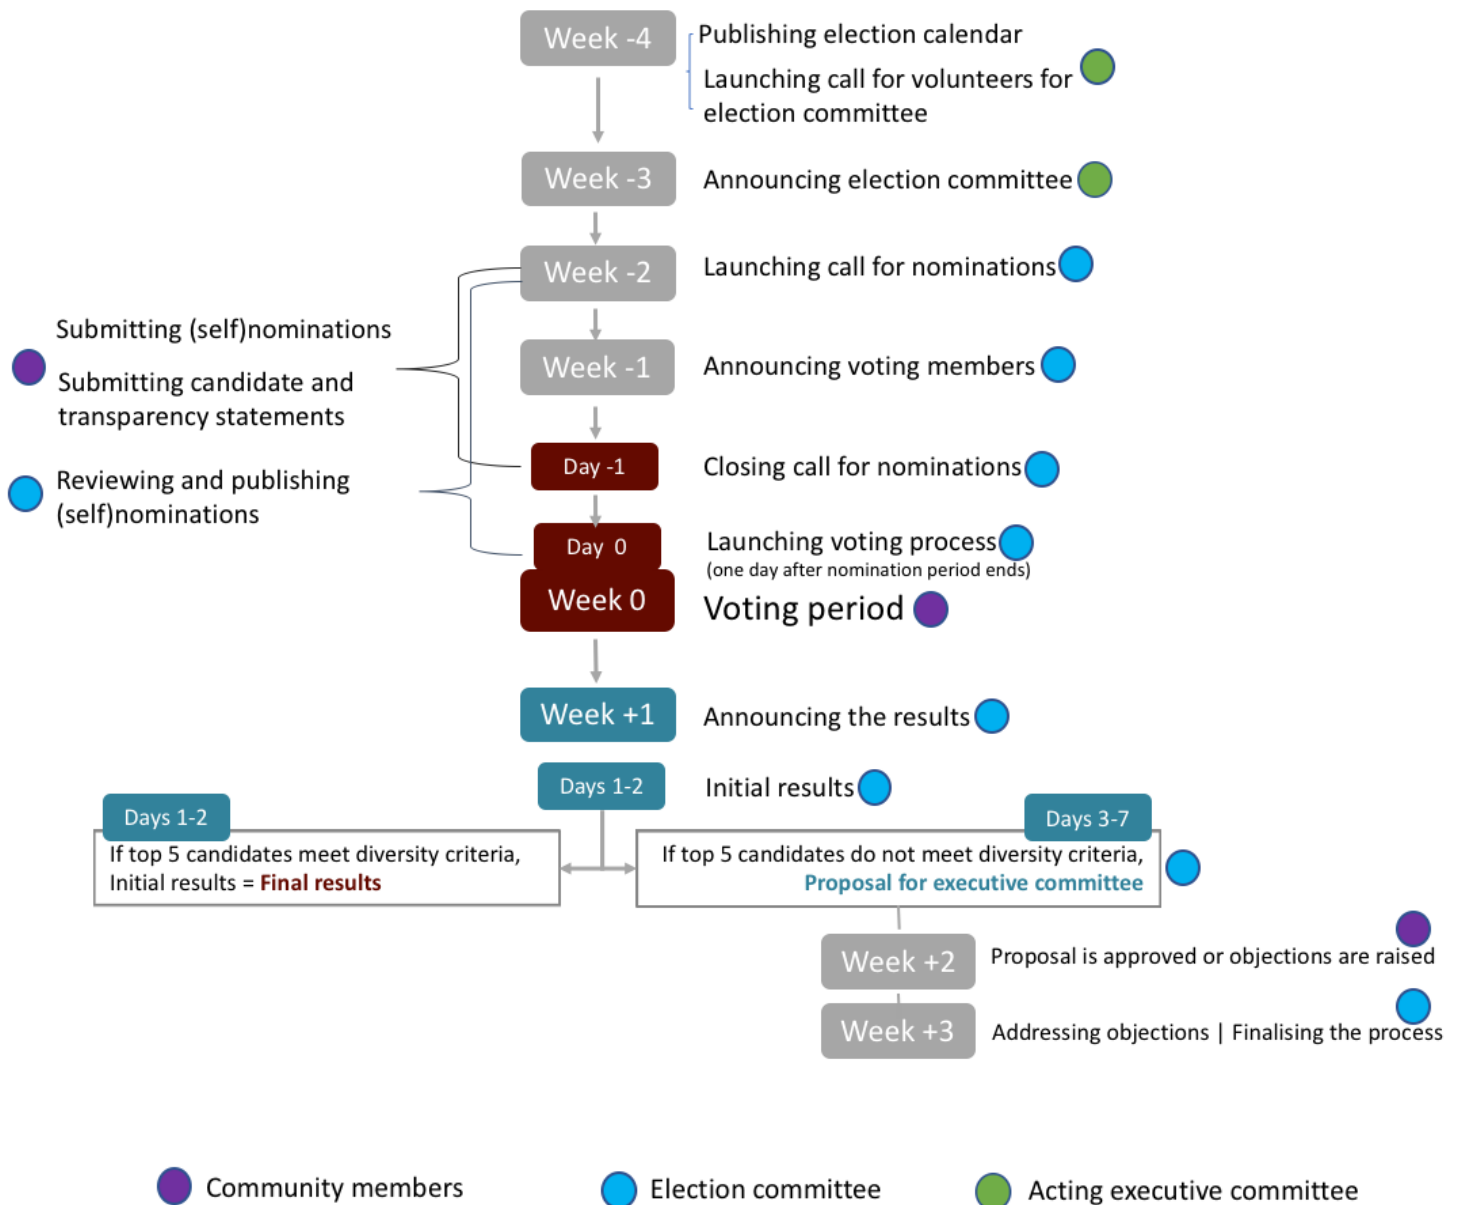 Week -4
Publishing election calendar
Launching call for volunteers for
election committee
Week -3
Announcing election committee
Week -2
Launching call for nominations
Submitting (self)nominations
Submitting candidate and
transparency statements
Week -1
Announcing voting members
Reviewing and publishing
(self)nominations
Day -1
Closing call for nominations
Day 0
Launching voting process
(one day after nomination period ends)
Week 0
Voting period
Week +1
Announcing the results
Days 1-2
Initial results
Days 1-2
If top 5 candidates meet diversity criteria,
Initial results = Final results
Days 3-7
If top 5 candidates do not meet diversity criteria,
Proposal for executive committee
Week +2
Proposal is approved or objections are raised
Week +3
Addressing objections | Finalising the process
Community members
Election committee
Acting executive committee